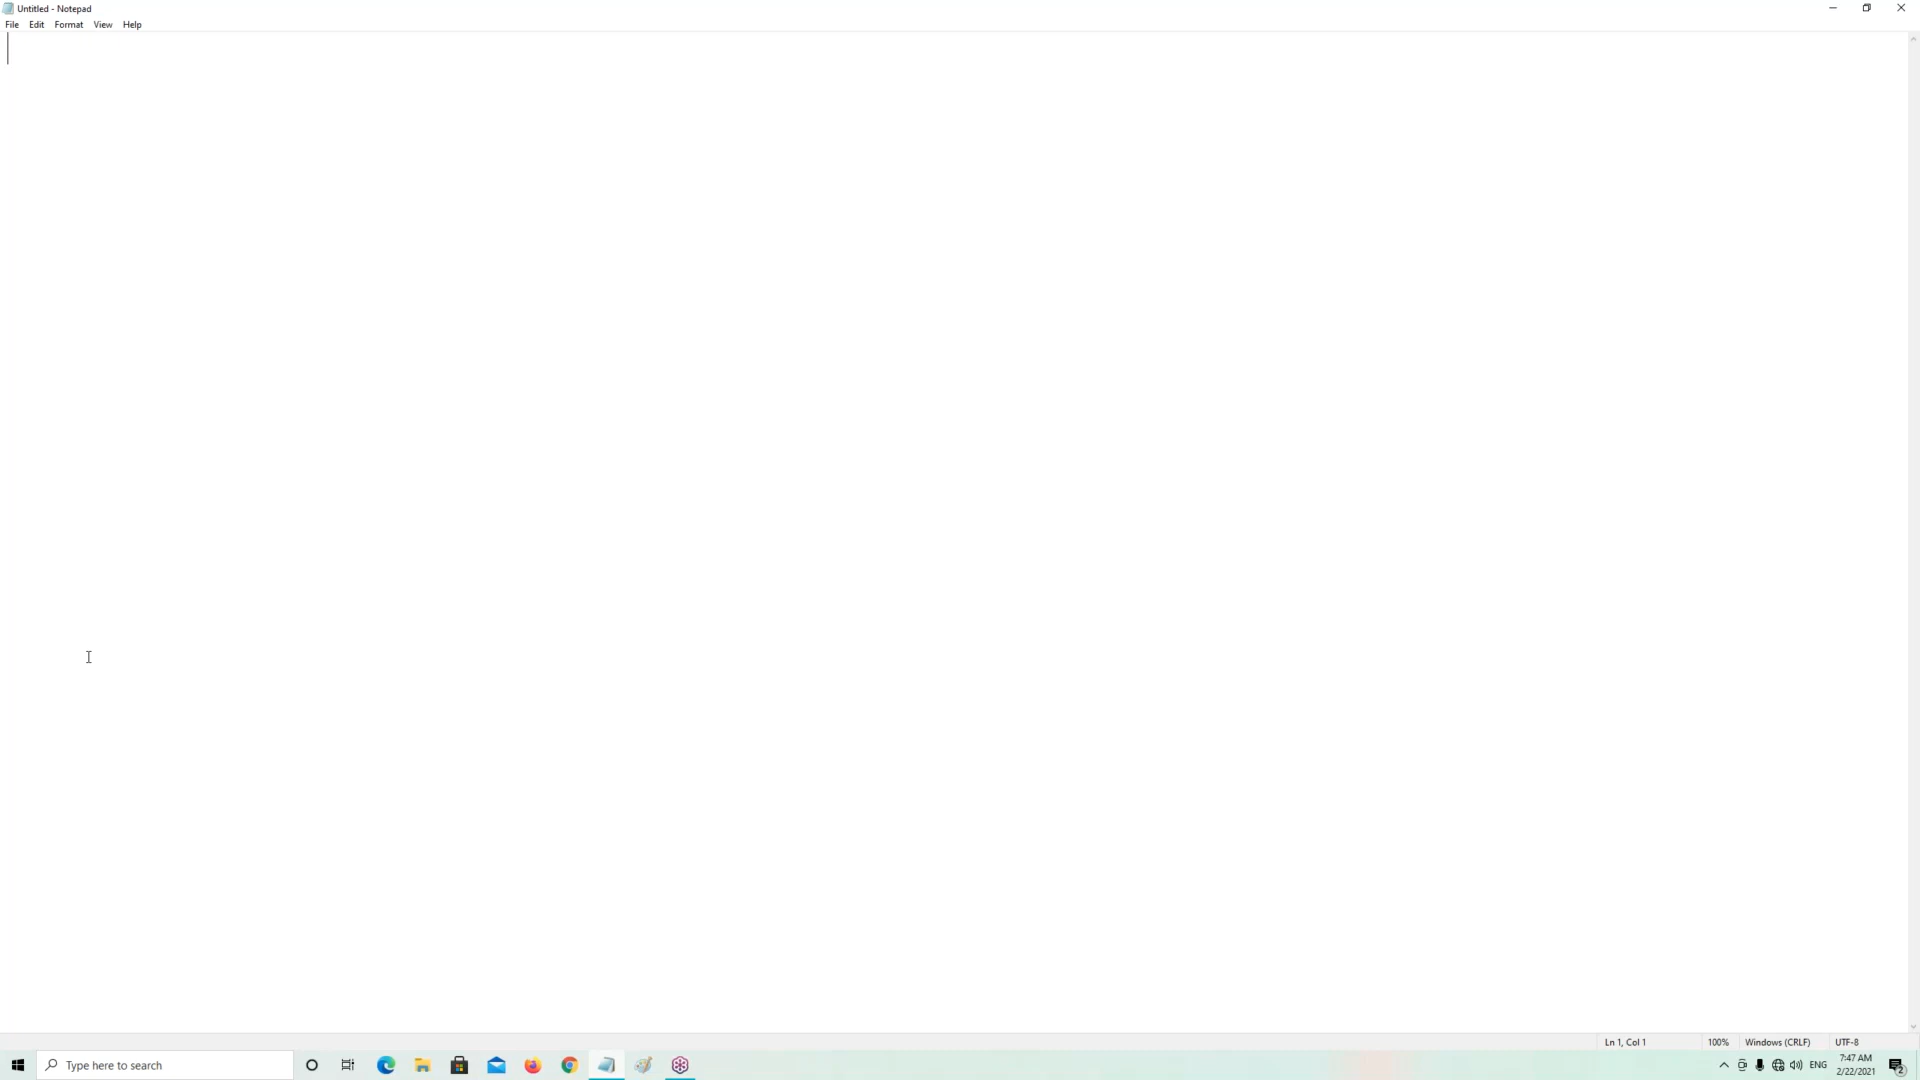 Untitled - Notepad
File Edit Format View Help
Ln 1, Col 1 100% Windows (CRLF) UTF-8
Type here to search
ENG
7:47 AM
2/22/2021
2